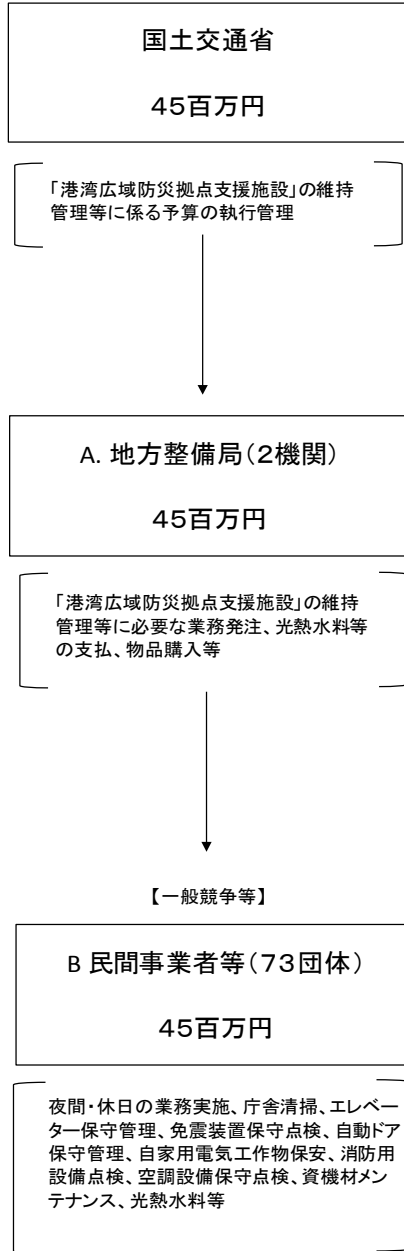 国土交通省
45百万円
「港湾広域防災拠点支援施設」の維持
管理等に係る予算の執行管理
A. 地方整備局(2機関)
45百万円
「港湾広域防災拠点支援施設」の維持
管理等に必要な業務発注、光熱水料等
の支払、物品購入等
【一般競争等】
B 民間事業者等(73団体)
45百万円
夜間・休日の業務実施、庁舎清掃、エレベー
ター保守管理、免震装置保守点検、自動ドア
保守管理、自家用電気工作物保安、消防用
設備点検、空調設備保守点検、資機材メン
テナンス、光熱水料等